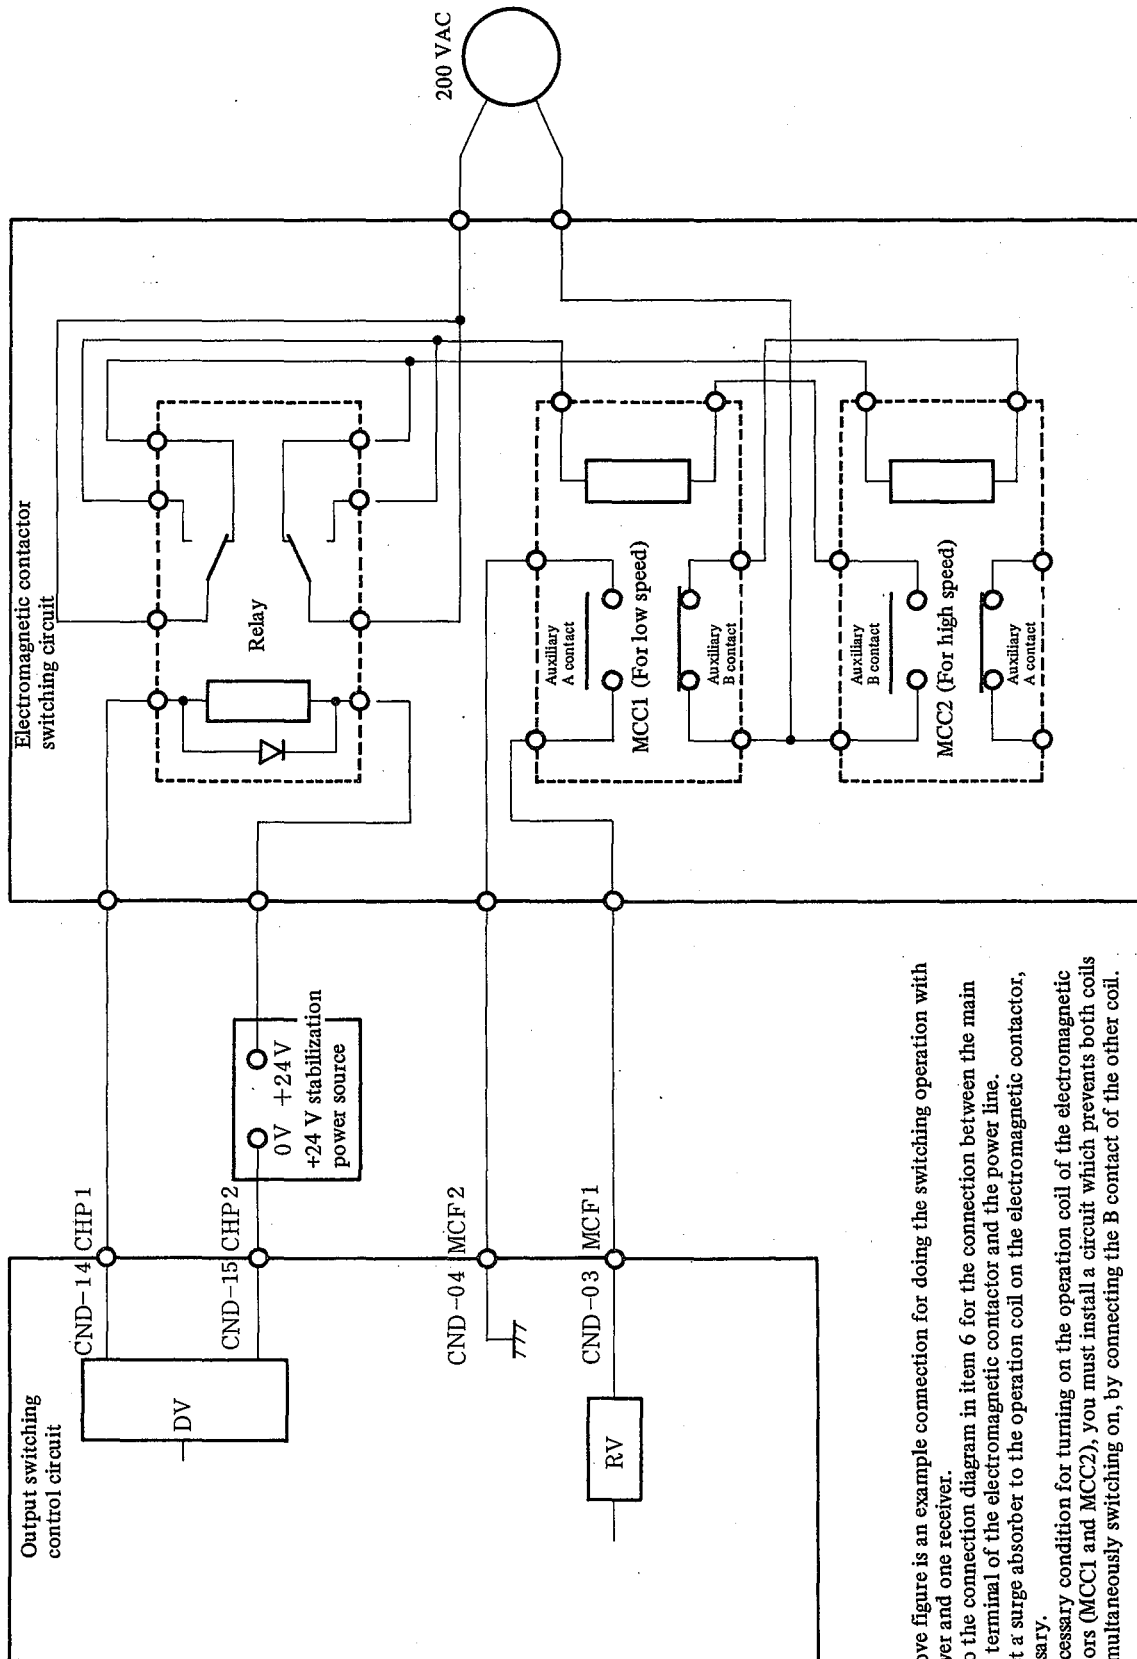 Output switching
control circuit
DV
CND-14
CHP1
CND-15
CHP2
0V +24V
+24 V stabilization
power source
CND-04
MCF2
CND-03
MCF1
RV
Electromagnetic contactor
switching circuit
Relay
200 VAC
Auxiliary
A contact
MCC1 (For low speed)
Auxiliary
B contact
Auxiliary
B contact
MCC2 (For high speed)
Auxiliary
A contact
figure is an example connection for doing the switching operation with
and one receiver.
the connection diagram in item 6 for the connection between the main
terminal of the electromagnetic contactor and the power line.
a surge absorber to the operation coil on the electromagnetic contactor,
condition for turning on the operation coil of the electromagnetic
(MCC1 and MCC2), you must install a circuit which prevents both coils
switching on, by connecting the B contact of the other coil.